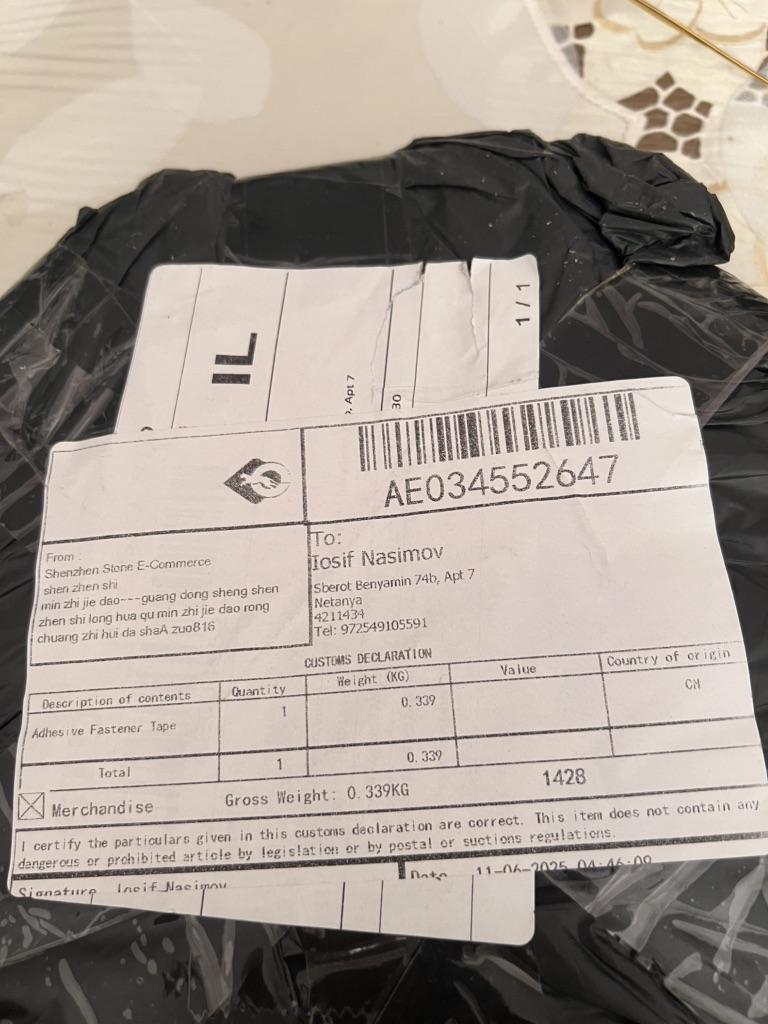 1 / 1
IL
, Apt 7
30
AE034552647
From :
Shenzhen Stone E-Commerce
shen zhen shi
min zhi jie dao---guang dong sheng shen
zhen shi long hua qu min zhi jie dao rong
chuang zhi hui da shaA zuo816
To:
Iosif Nasimov
Sberot Benyamin 74b, Apt 7
Netanya
4211434
Tel: 972549105591
CUSTOMS DECLARATION
Description of contents Quantity Weight (KG) Value Country of origin
Adhesive Fastener Tape 1 0.339 CN
Total 1 0.339
Merchandise Gross Weight: 0.339KG 1428
I certify the particulars given in this customs declaration are correct. This item does not contain any
dangerous or prohibited article by legislation or by postal or suctions regulations.
Signature Iosif Nasimov Date 11-06-2025 04:46:09